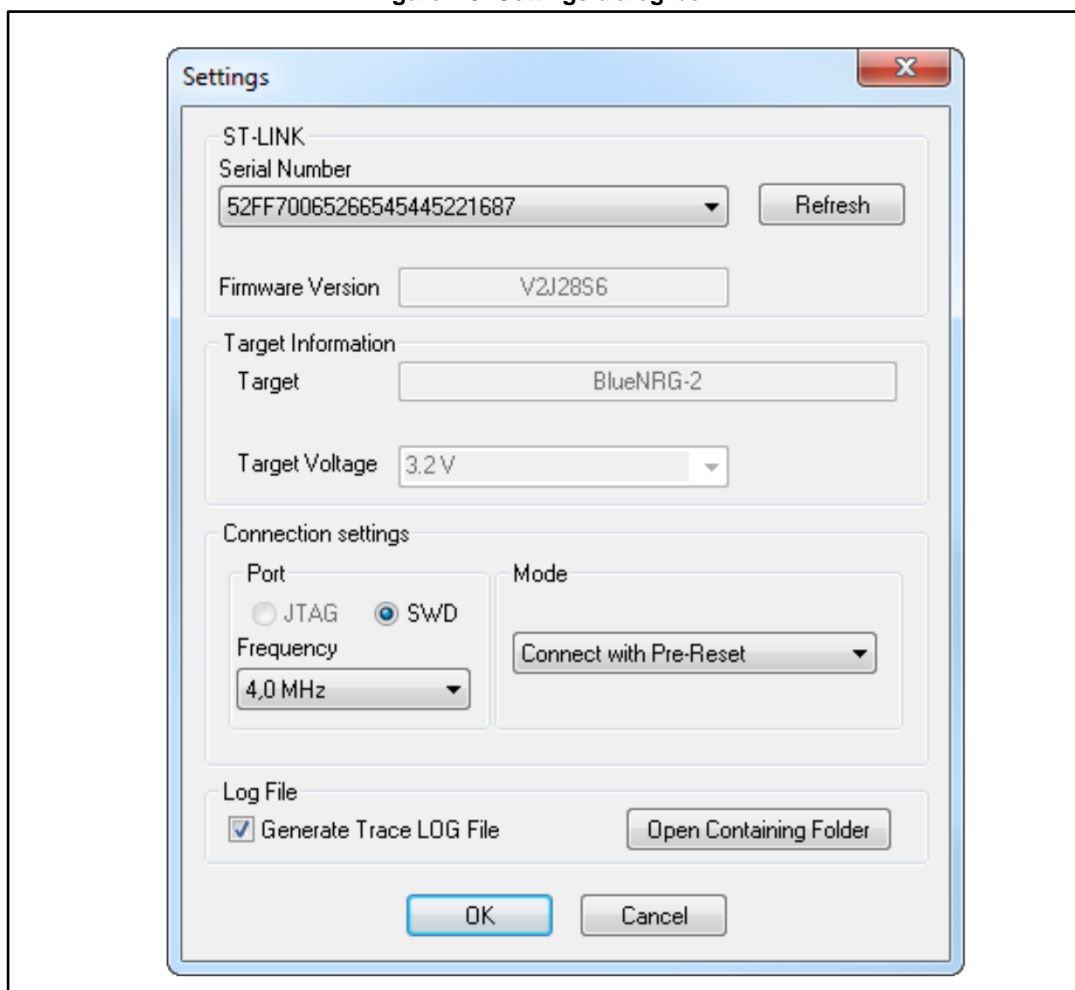 Settings
ST-LINK
Serial Number
52FF70065266545445221687 Refresh
Firmware Version V2J28S6
Target Information
Target BlueNRG-2
Target Voltage 3.2 V
Connection settings
Port Mode
JTAG SWD
Frequency
Connect with Pre-Reset
4,0 MHz
Log File
Generate Trace LOG File Open Containing Folder
OK Cancel